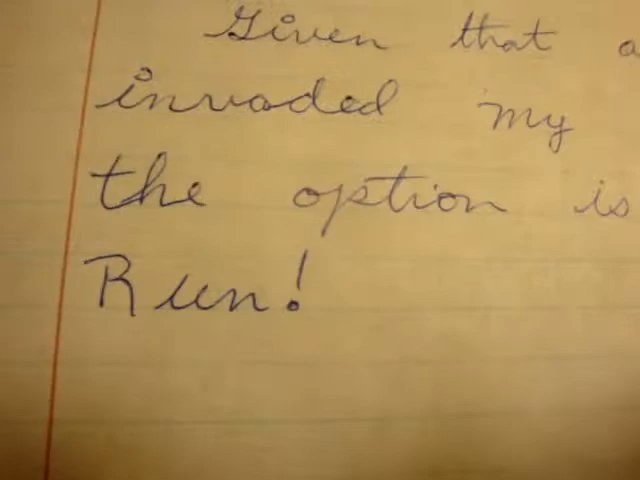 Given that a
invaded my
the option is
Run!